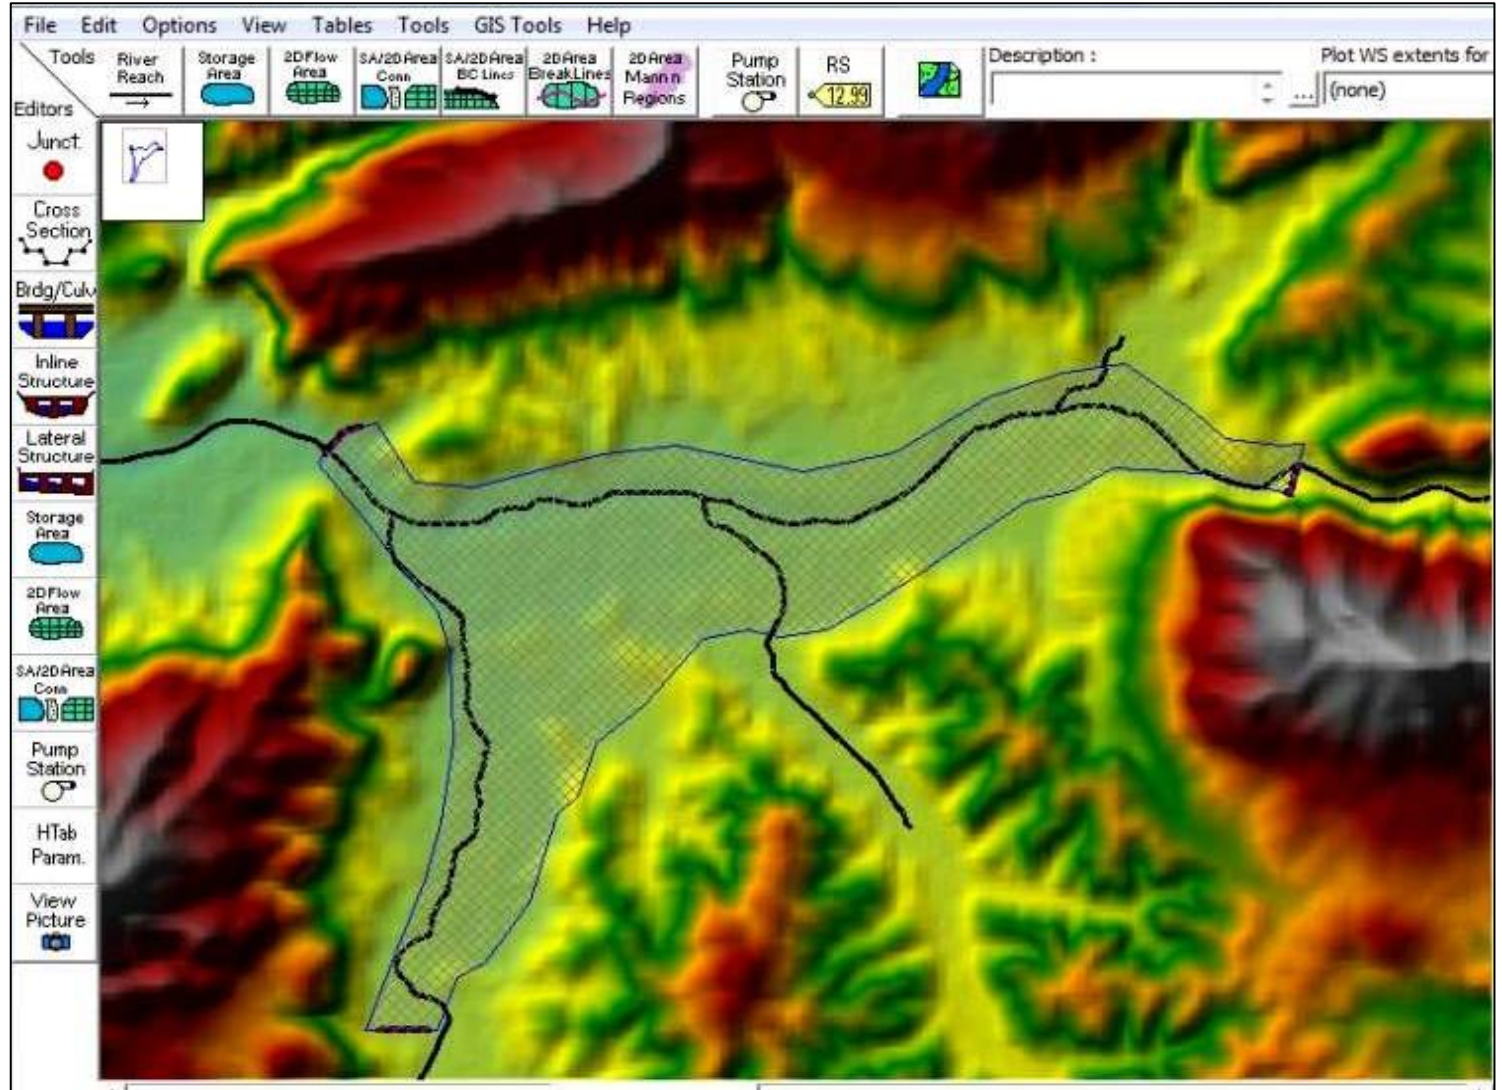 File Edit Options View Tables Tools GIS Tools Help
Tools
Editors
River
Reach
Storage
Area
2D Flow
Area
SA/2D Area
Conn
SA/2D Area
BC Lines
2D Area
BreakLines
2D Area
Mann n
Regions
Pump
Station
RS
12.99
Description :
...
Plot WS extents for
(none)
Junct.
Cross
Section
Brdg/Culv
Inline
Structure
Lateral
Structure
Storage
Area
2D Flow
Area
SA/2D Area
Conn
Pump
Station
HTab
Param.
View
Picture